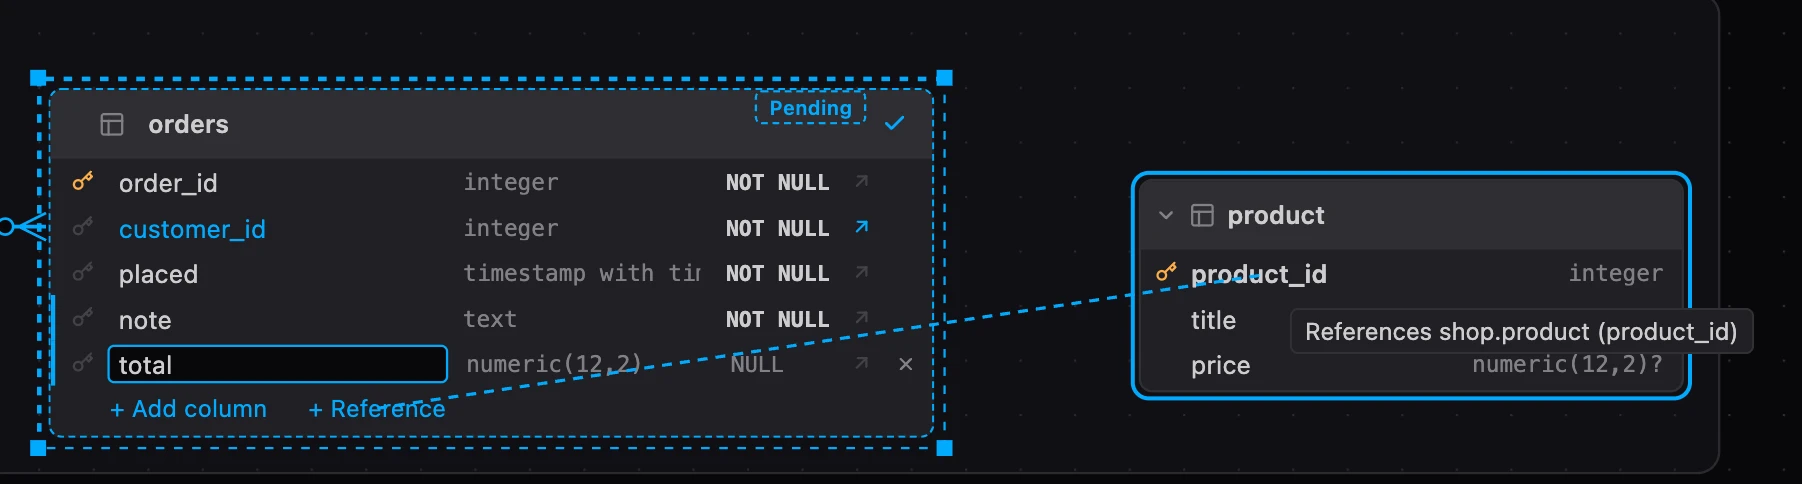 Pending
orders
order_id integer NOT NULL
customer_id integer NOT NULL
placed timestamp with tir NOT NULL
note text NOT NULL
total numeric(12,2) NULL
+ Add column + Reference
product
product_id integer
title
References shop.product (product_id)
price numeric(12,2)?